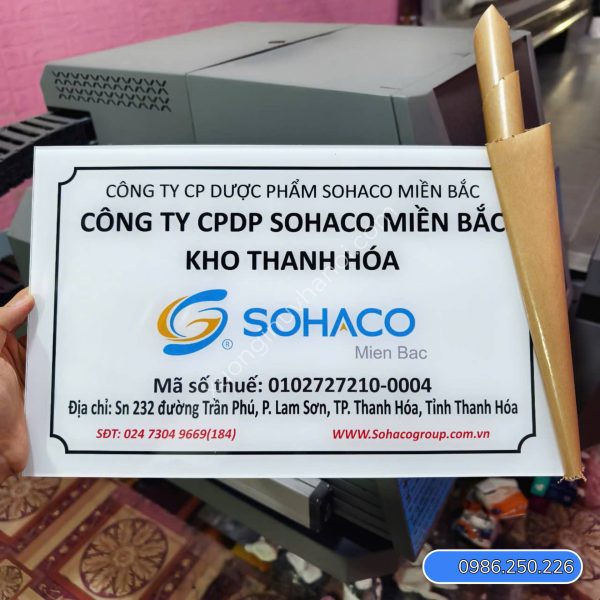 CÔNG TY CP DƯỢC PHẨM SOHACO MIỀN BẮC
CÔNG TY CPDP SOHACO MIỀN BẮC
KHO THANH HÓA
SOHACO
®
Mien Bac
Mã số thuế: 0102727210-0004
Địa chỉ: Sn 232 đường Trần Phú, P. Lam Sơn, TP. Thanh Hóa, Tỉnh Thanh Hóa
SĐT: 024 7304 9669(184) WWW.Sohacogroup.com.vn
0986.250.226